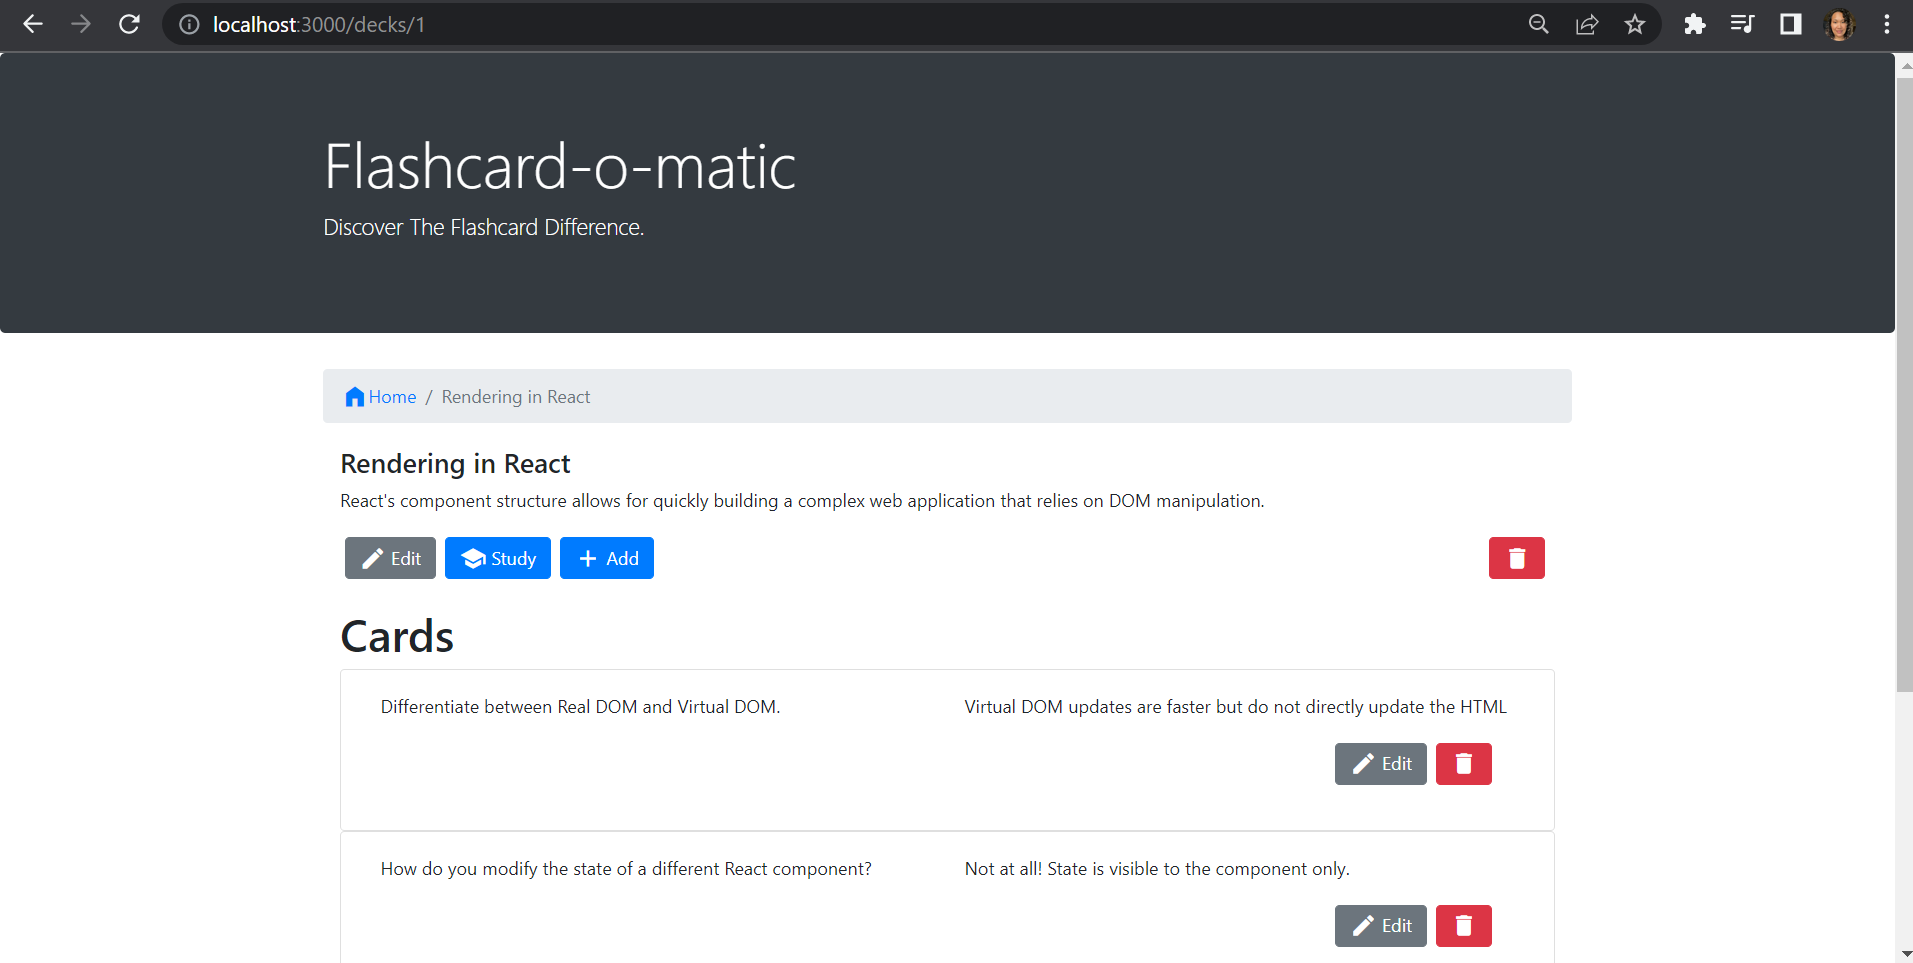 localhost:3000/decks/1
Flashcard-o-matic
Discover The Flashcard Difference.
Home / Rendering in React
Rendering in React
React's component structure allows for quickly building a complex web application that relies on DOM manipulation.
Edit Study + Add
Cards
Differentiate between Real DOM and Virtual DOM. Virtual DOM updates are faster but do not directly update the HTML
Edit
How do you modify the state of a different React component? Not at all! State is visible to the component only.
Edit